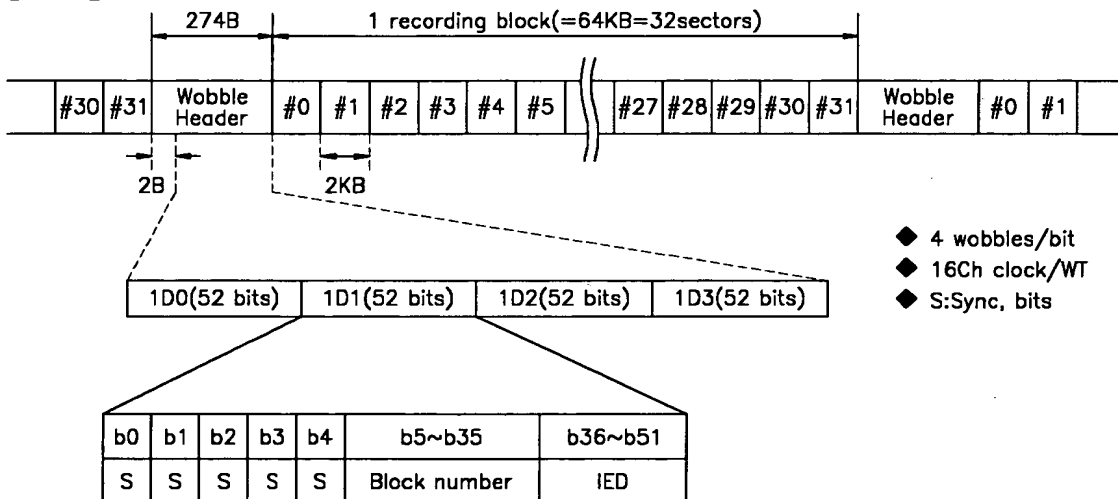 274B 1 recording block(=64KB=32sectors)
#30 #31 Wobble Header #0 #1 #2 #3 #4 #5 #27 #28 #29 #30 #31 Wobble Header #0 #1
2B 2KB
◆ 4 wobbles/bit
◆ 16Ch clock/WT
◆ S:Sync, bits
1D0(52 bits) 1D1(52 bits) 1D2(52 bits) 1D3(52 bits)
b0 b1 b2 b3 b4 b5~b35 b36~b51
S S S S S Block number IED